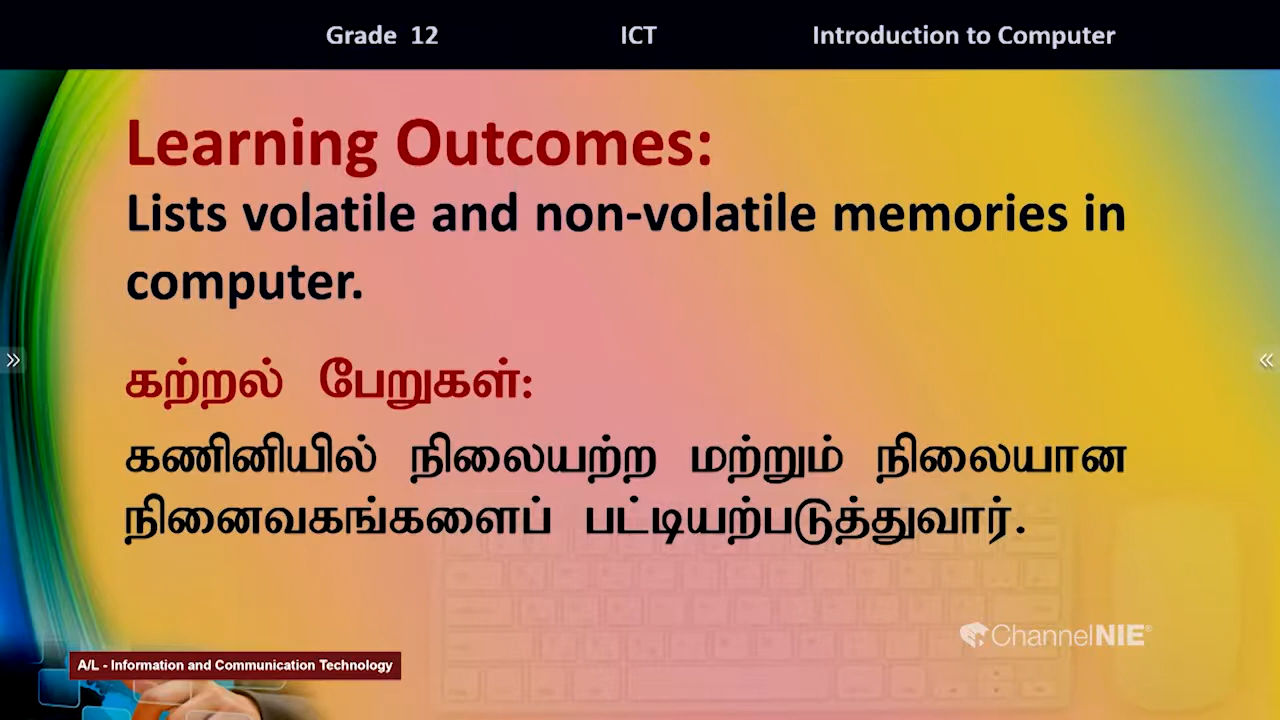 Grade 12 ICT Introduction to Computer
Learning Outcomes:
Lists volatile and non-volatile memories in
computer.
கற்றல் பேறுகள்:
கணினியில் நிலையற்ற மற்றும் நிலையான
நினைவகங்களைப் பட்டியற்படுத்துவார்.
ChannelNIE®
A/L - Information and Communication Technology